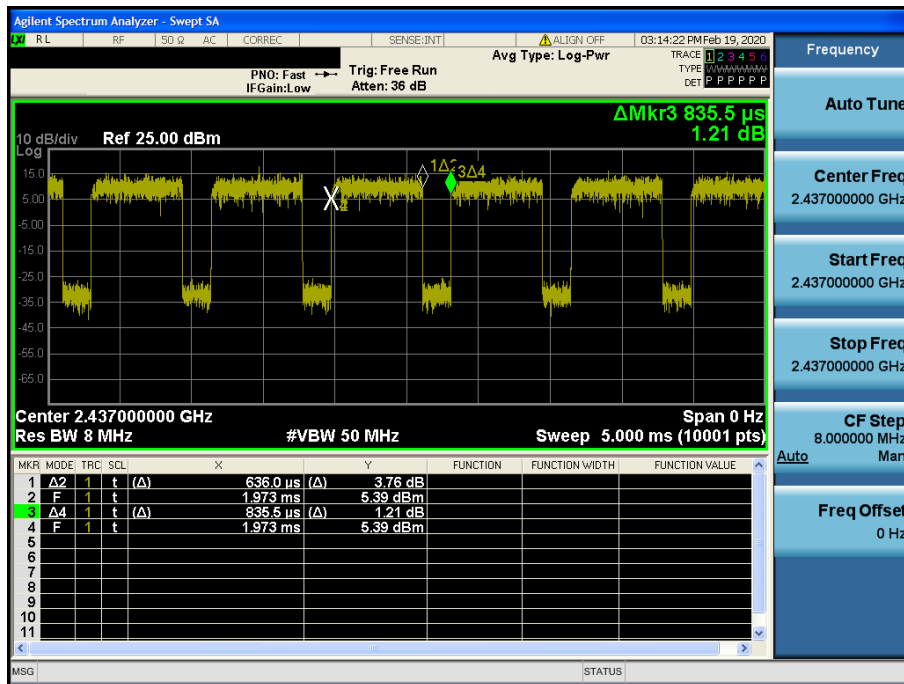 Agilent Spectrum Analyzer - Swept SA
LXI RL RF 50 Ω AC CORREC SENSE:INT ALIGN OFF 03:14:22 PM Feb 19, 2020
Avg Type: Log-Pwr TRACE 1 2 3 4 5 6
TYPE WWWWWW
DET P P P P P P
PNO: Fast Trig: Free Run
IFGain:Low Atten: 36 dB
ΔMkr3 835.5 µs
1.21 dB
10 dB/div Ref 25.00 dBm
Log
15.0
5.00
-5.00
-15.0
-25.0
-35.0
-45.0
-55.0
-65.0
3Δ4
Center 2.437000000 GHz Span 0 Hz
Res BW 8 MHz #VBW 50 MHz Sweep 5.000 ms (10001 pts)
MKR MODE TRC SCL X Y FUNCTION FUNCTION WIDTH FUNCTION VALUE
1 Δ2 1 t (Δ) 636.0 µs (Δ) 3.76 dB
2 F 1 t 1.973 ms 5.39 dBm
3 Δ4 1 t (Δ) 835.5 µs (Δ) 1.21 dB
4 F 1 t 1.973 ms 5.39 dBm
5
6
7
8
9
10
11
MSG STATUS
Frequency
Auto Tune
Center Freq
2.437000000 GHz
Start Freq
2.437000000 GHz
Stop Freq
2.437000000 GHz
CF Step
8.000000 MHz
Auto Man
Freq Offset
0 Hz